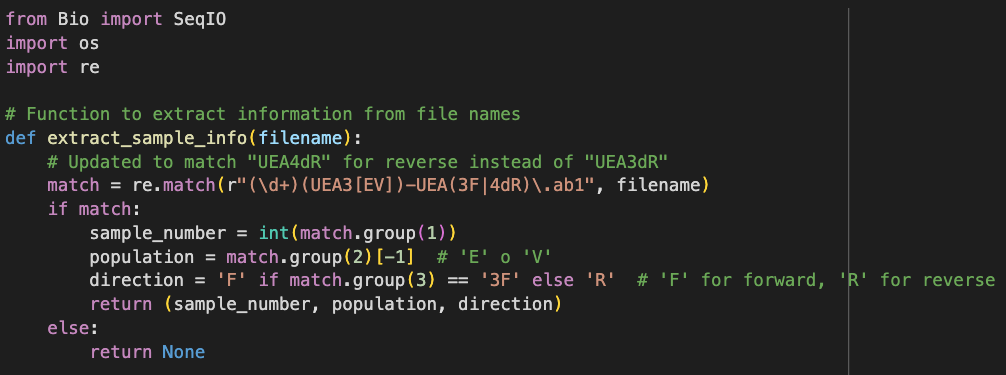 from Bio import SeqIO
import os
import re

# Function to extract information from file names
def extract_sample_info(filename):
    # Updated to match "UEA4dR" for reverse instead of "UEA3dR"
    match = re.match(r"(\d+)(UEA3[EV])-UEA(3F|4dR)\.ab1", filename)
    if match:
        sample_number = int(match.group(1))
        population = match.group(2)[-1]  # 'E' o 'V'
        direction = 'F' if match.group(3) == '3F' else 'R'  # 'F' for forward, 'R' for reverse
        return (sample_number, population, direction)
    else:
        return None